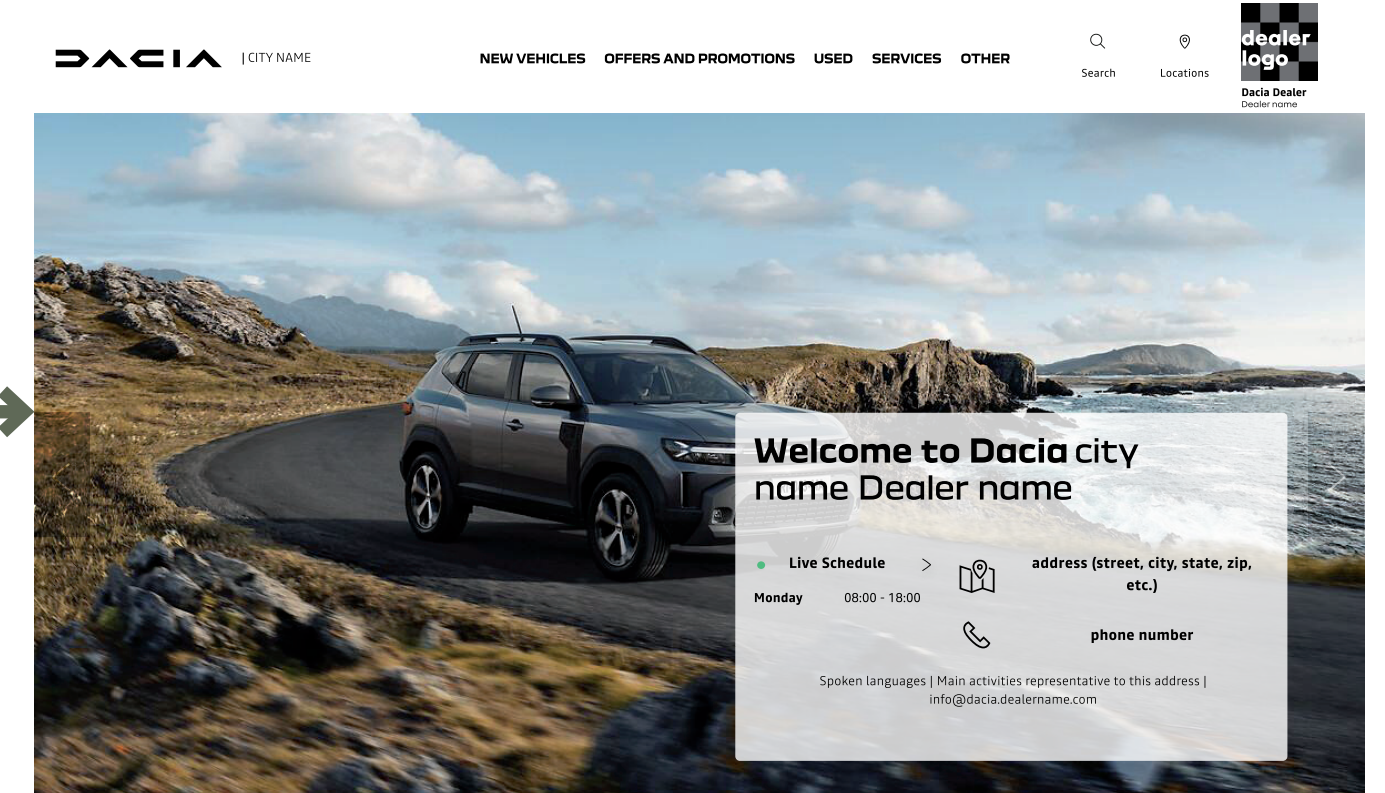 DACIA | CITY NAME
NEW VEHICLES OFFERS AND PROMOTIONS USED SERVICES OTHER
Search
Locations
dealer
logo
Dacia Dealer
Dealer name
Welcome to Dacia city
name Dealer name
Live Schedule
Monday 08:00 - 18:00
address (street, city, state, zip,
etc.)
phone number
Spoken languages | Main activities representative to this address |
info@dacia.dealername.com